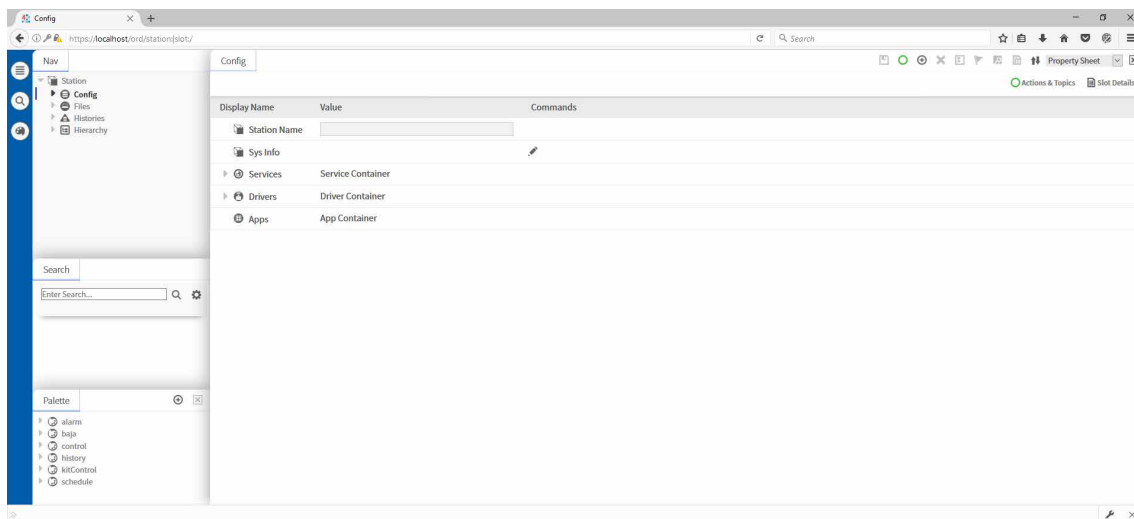 Config
https://localhost/ord/station:|slot:/
Search
Nav
Config
Property Sheet
Station
Actions & Topics
Slot Details
Config
Files
Histories
Hierarchy
Display Name Value Commands
Station Name
Sys Info
Services Service Container
Drivers Driver Container
Apps App Container
Search
Enter Search...
Palette
alarm
baja
control
history
kitControl
schedule